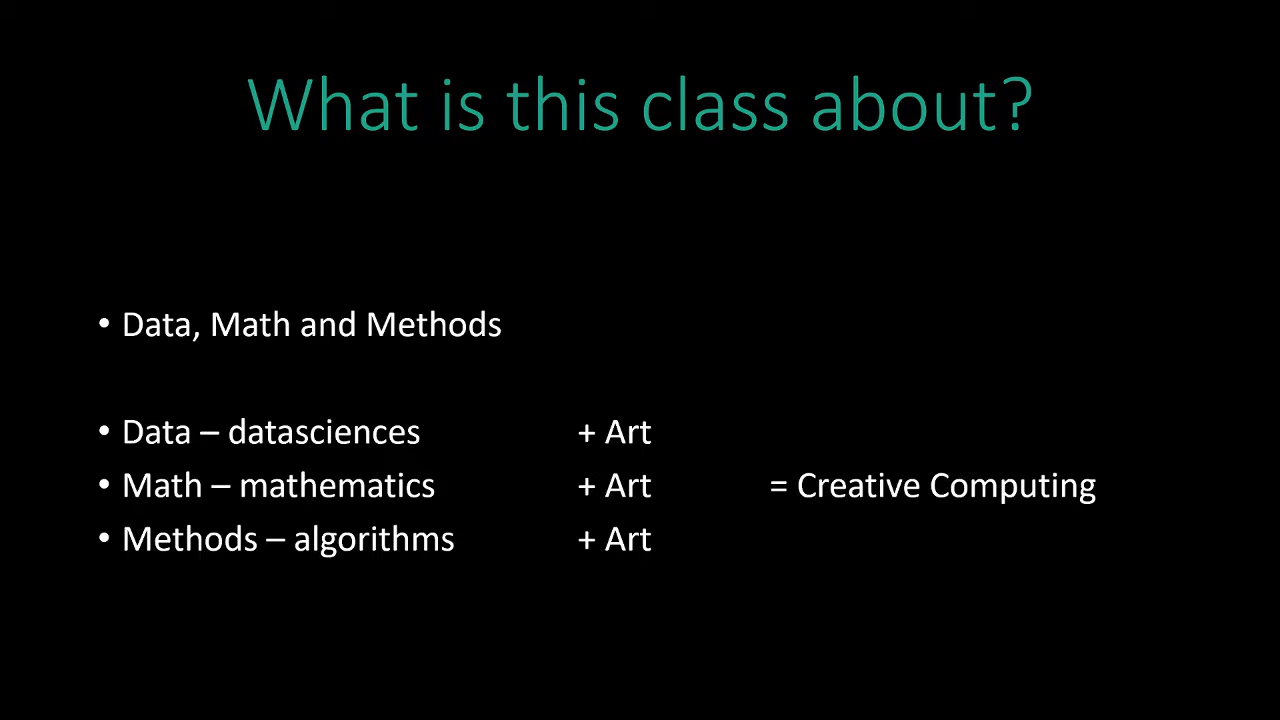 What is this class about?
• Data, Math and Methods
• Data – datasciences + Art
• Math – mathematics + Art = Creative Computing
• Methods – algorithms + Art